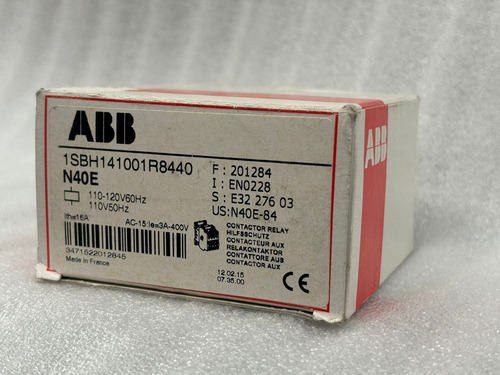 ABB
1SBH141001R8440
N40E
110-120V60Hz
110V50Hz
Ith=16A AC-15:Ie=3A-400V
3471522012845
Made in France
F : 201284
I : EN0228
S : E32 276 03
US:N40E-84
CONTACTOR RELAY
HILFSSCHUTZ
CONTACTEUR AUX
RELAKONTAKTOR
CONTATTORE AUS
CONTACTOR AUX
12.02.15
07.35.00
CE